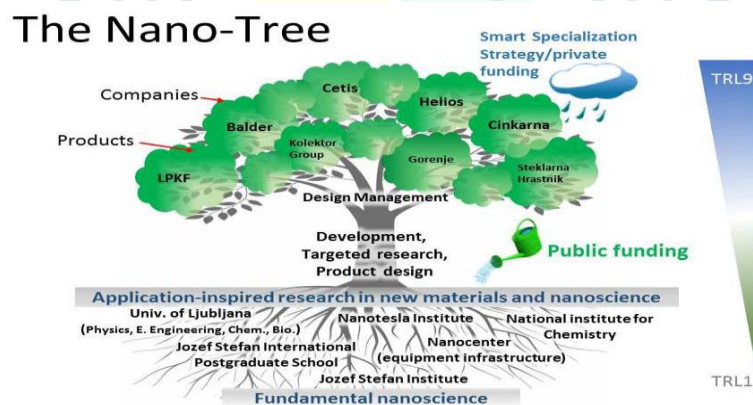 The Nano-Tree
Smart Specialization
Strategy/private
funding
TRL9
Companies
Cetis
Helios
Balder
Cinkarna
Products
Kolektor
Group
Gorenje
LPKF
Steklarna
Hrastnik
Design Management
Development,
Targeted research,
Product design
Public funding
Application-inspired research in new materials and nanoscience
Univ. of Ljubljana
(Physics, E. Engineering, Chem., Bio.)
Nanotesla Institute
National institute for
Chemistry
Jozef Stefan International
Postgraduate School
Nanocenter
(equipment infrastructure)
Jozef Stefan Institute
TRL1
Fundamental nanoscience